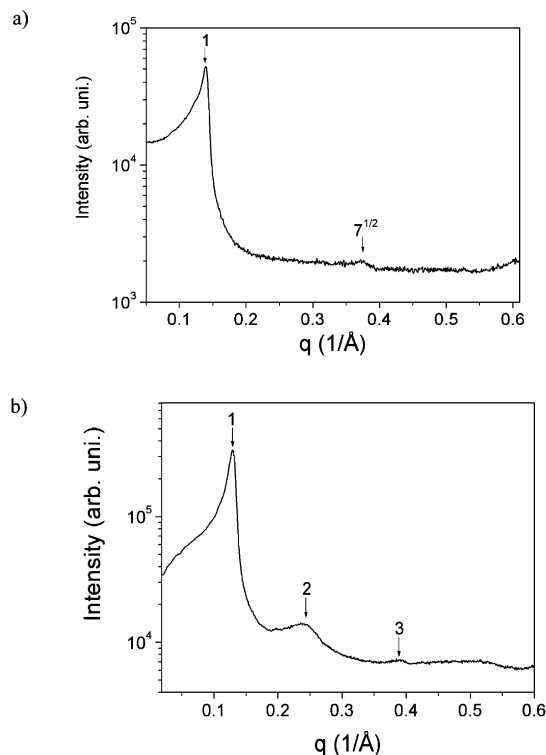 a)
10^5
1
Intensity (arb. uni.)
10^4
7^1/2
10^3
0.1 0.2 0.3 0.4 0.5 0.6
q (1/Å)
b)
1
Intensity (arb. uni.)
10^5
2
3
10^4
0.1 0.2 0.3 0.4 0.5 0.6
q (1/Å)